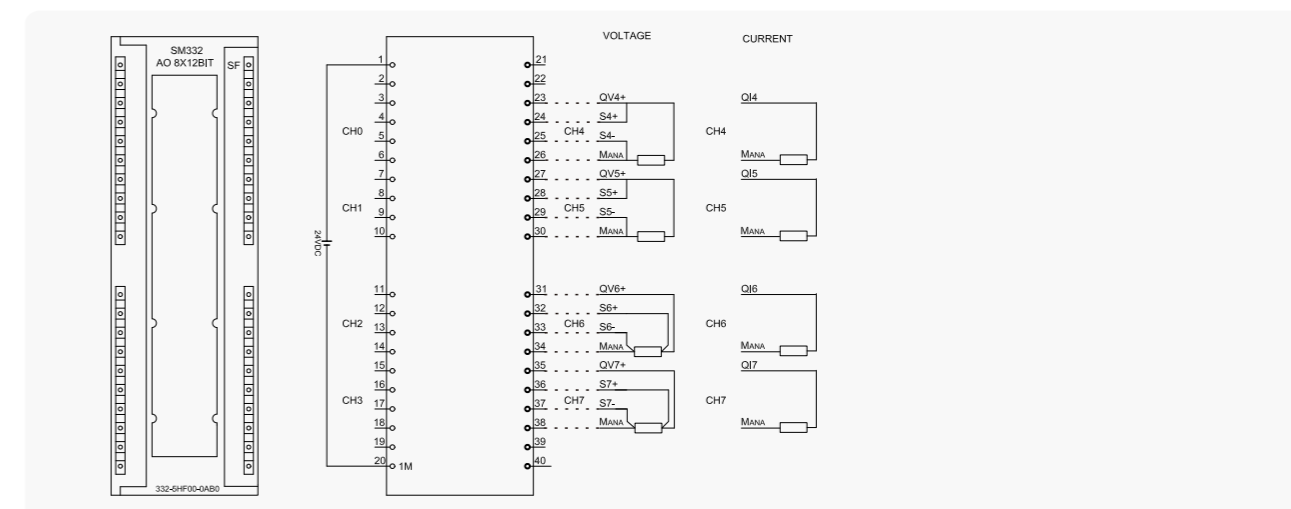 VOLTAGE CURRENT
SM332
AO 8X12BIT
SF
332-5HF00-0AB0
24VDC
1 21
2 22
3 23 QV4+ QI4
4 24 S4+
CH0 CH4 CH4
5 25 S4-
6 26 MANA MANA
7 27 QV5+ QI5
8 28 S5+
CH1 CH5 CH5
9 29 S5-
10 30 MANA MANA
11 31 QV6+ QI6
12 32 S6+
CH2 CH6 CH6
13 33 S6-
14 34 MANA MANA
15 35 QV7+ QI7
16 36 S7+
CH3 CH7 CH7
17 37 S7-
18 38 MANA MANA
19 39
20 1M 40